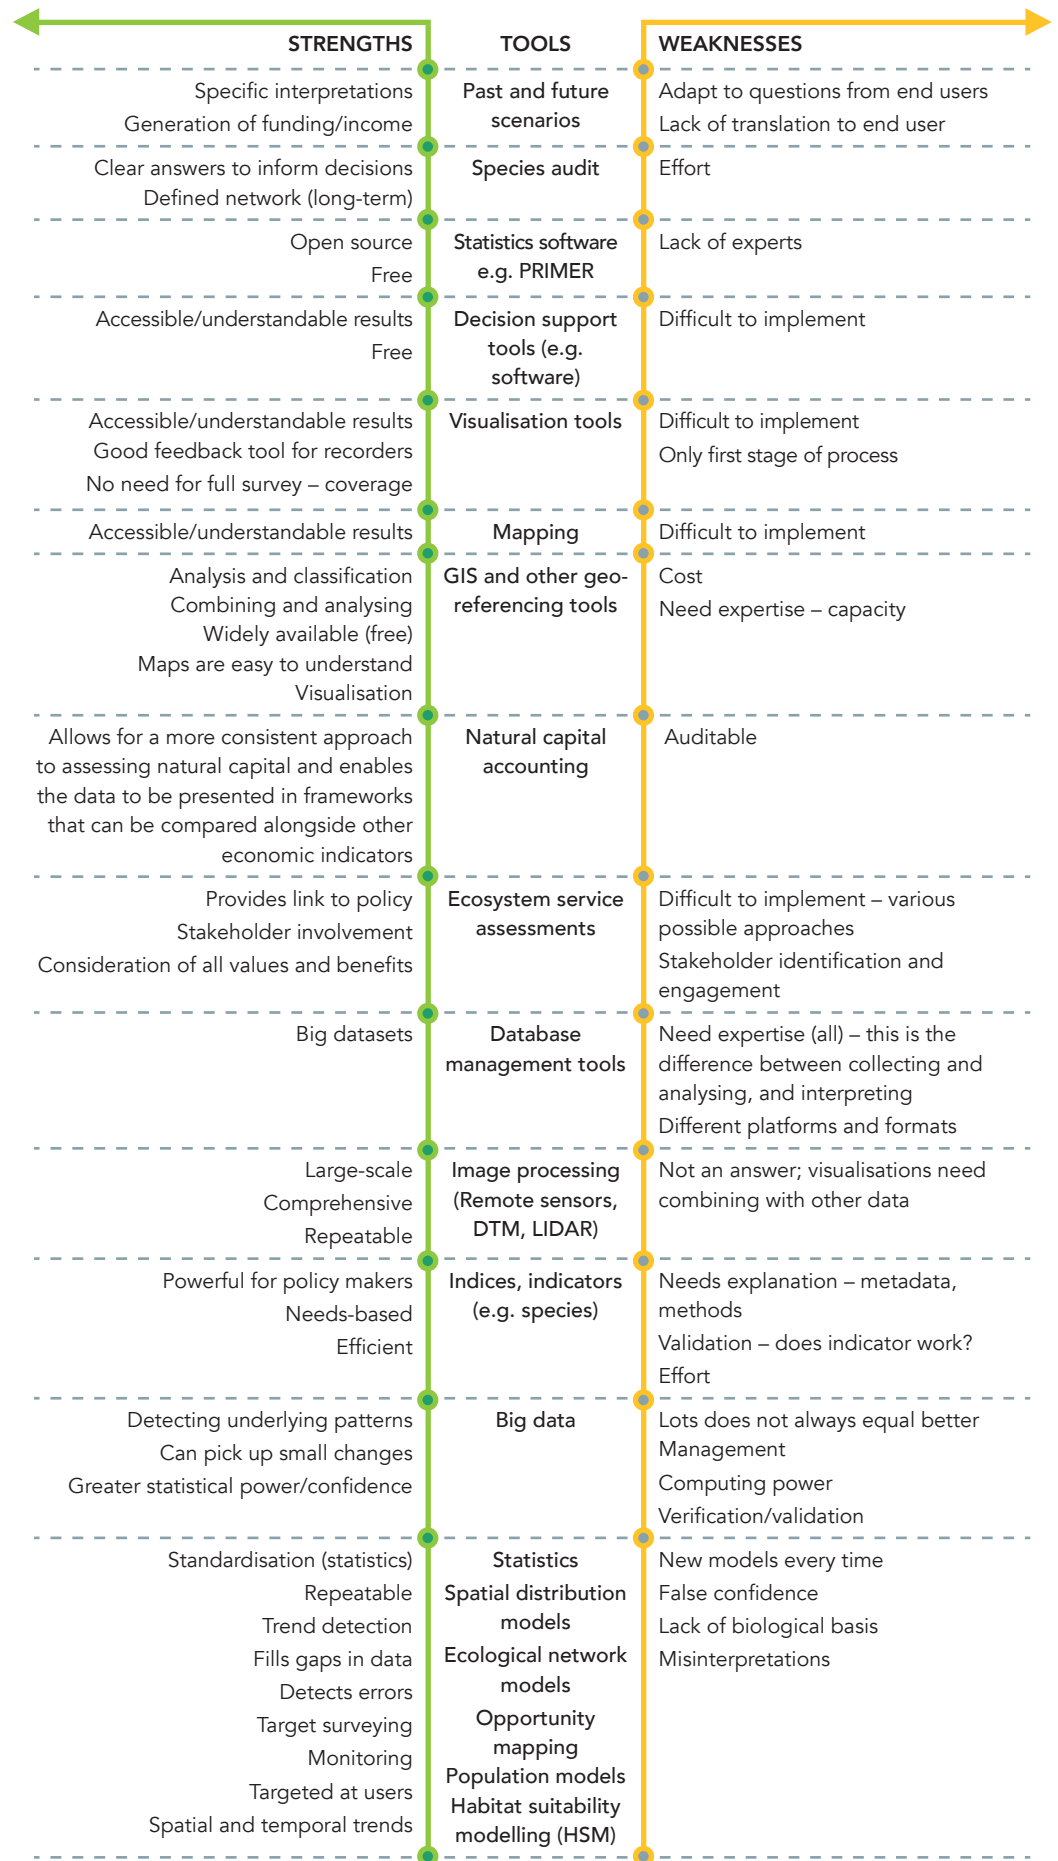 STRENGTHS
TOOLS
WEAKNESSES
Specific interpretations
Generation of funding/income
Past and future
scenarios
Adapt to questions from end users
Lack of translation to end user
Clear answers to inform decisions
Defined network (long-term)
Species audit
Effort
Open source
Free
Statistics software
e.g. PRIMER
Lack of experts
Accessible/understandable results
Free
Decision support
tools (e.g.
software)
Difficult to implement
Accessible/understandable results
Good feedback tool for recorders
No need for full survey – coverage
Visualisation tools
Difficult to implement
Only first stage of process
Accessible/understandable results
Mapping
Difficult to implement
Analysis and classification
Combining and analysing
Widely available (free)
Maps are easy to understand
Visualisation
GIS and other geo-
referencing tools
Cost
Need expertise – capacity
Allows for a more consistent approach
to assessing natural capital and enables
the data to be presented in frameworks
that can be compared alongside other
economic indicators
Natural capital
accounting
Auditable
Provides link to policy
Stakeholder involvement
Consideration of all values and benefits
Ecosystem service
assessments
Difficult to implement – various
possible approaches
Stakeholder identification and
engagement
Big datasets
Database
management tools
Need expertise (all) – this is the
difference between collecting and
analysing, and interpreting
Different platforms and formats
Large-scale
Comprehensive
Repeatable
Image processing
(Remote sensors,
DTM, LIDAR)
Not an answer; visualisations need
combining with other data
Powerful for policy makers
Needs-based
Efficient
Indices, indicators
(e.g. species)
Needs explanation – metadata,
methods
Validation – does indicator work?
Effort
Detecting underlying patterns
Can pick up small changes
Greater statistical power/confidence
Big data
Lots does not always equal better
Management
Computing power
Verification/validation
Standardisation (statistics)
Repeatable
Trend detection
Fills gaps in data
Detects errors
Target surveying
Monitoring
Targeted at users
Spatial and temporal trends
Statistics
Spatial distribution
models
Ecological network
models
Opportunity
mapping
Population models
Habitat suitability
modelling (HSM)
New models every time
False confidence
Lack of biological basis
Misinterpretations